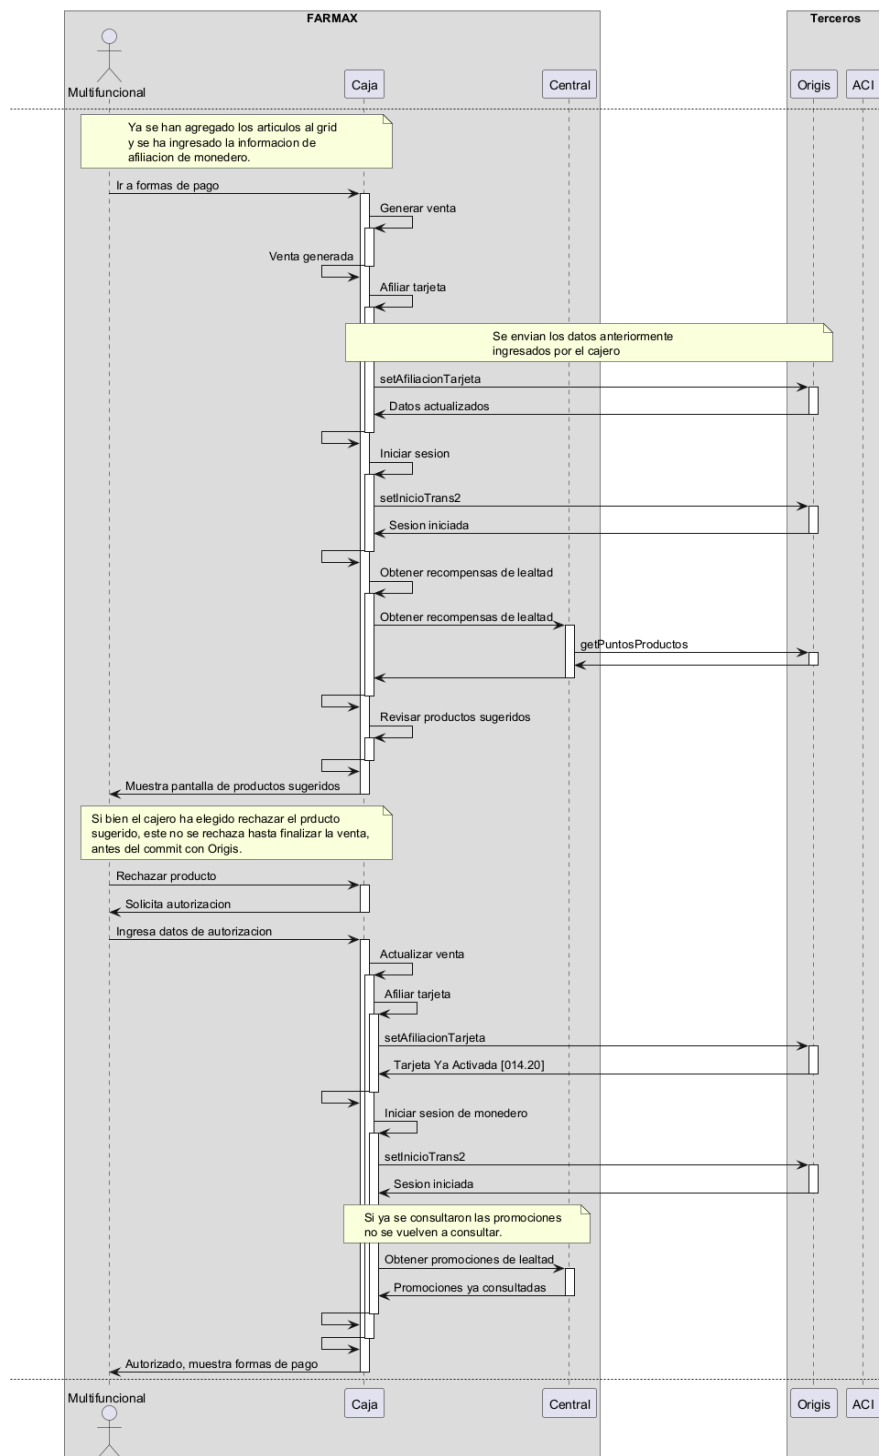 FARMAX
Terceros
Multifuncional
Caja
Central
Origis
ACI
Ya se han agregado los articulos al grid
y se ha ingresado la informacion de
afiliacion de monedero.
Ir a formas de pago
Generar venta
Venta generada
Afiliar tarjeta
Se envian los datos anteriormente
ingresados por el cajero
setAfiliacionTarjeta
Datos actualizados
Iniciar sesion
setInicioTrans2
Sesion iniciada
Obtener recompensas de lealtad
Obtener recompensas de lealtad
getPuntosProductos
Revisar productos sugeridos
Muestra pantalla de productos sugeridos
Si bien el cajero ha elegido rechazar el prducto
sugerido, este no se rechaza hasta finalizar la venta,
antes del commit con Origis.
Rechazar producto
Solicita autorizacion
Ingresa datos de autorizacion
Actualizar venta
Afiliar tarjeta
setAfiliacionTarjeta
Tarjeta Ya Activada [014.20]
Iniciar sesion de monedero
setInicioTrans2
Sesion iniciada
Si ya se consultaron las promociones
no se vuelven a consultar.
Obtener promociones de lealtad
Promociones ya consultadas
Autorizado, muestra formas de pago
Multifuncional
Caja
Central
Origis
ACI